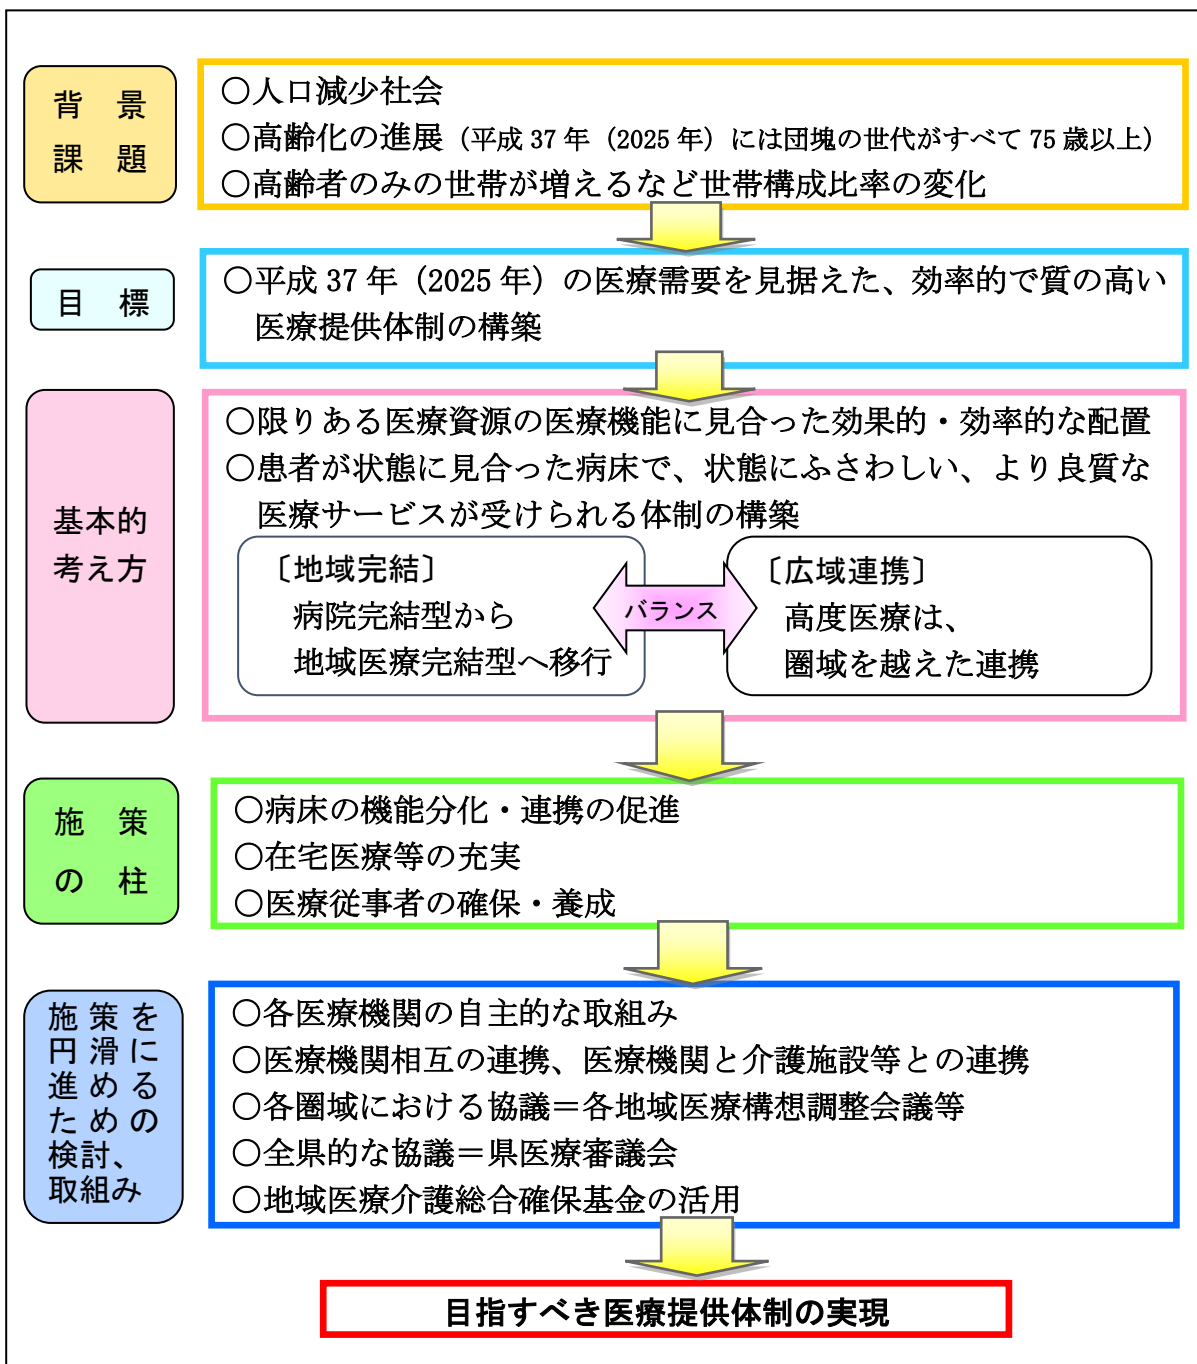 背 景
課 題
○人口減少社会
○高齢化の進展（平成 37 年（2025 年）には団塊の世代がすべて 75 歳以上）
○高齢者のみの世帯が増えるなど世帯構成比率の変化
目 標
○平成 37 年（2025 年）の医療需要を見据えた、効率的で質の高い
医療提供体制の構築
基本的
考え方
○限りある医療資源の医療機能に見合った効果的・効率的な配置
○患者が状態に見合った病床で、状態にふさわしい、より良質な
医療サービスが受けられる体制の構築
〔地域完結〕
病院完結型から
地域医療完結型へ移行
バランス
〔広域連携〕
高度医療は、
圏域を越えた連携
施 策
の 柱
○病床の機能分化・連携の促進
○在宅医療等の充実
○医療従事者の確保・養成
施策を
円滑に
進める
ための
検討、
取組み
○各医療機関の自主的な取組み
○医療機関相互の連携、医療機関と介護施設等との連携
○各圏域における協議＝各地域医療構想調整会議等
○全県的な協議＝県医療審議会
○地域医療介護総合確保基金の活用
目指すべき医療提供体制の実現